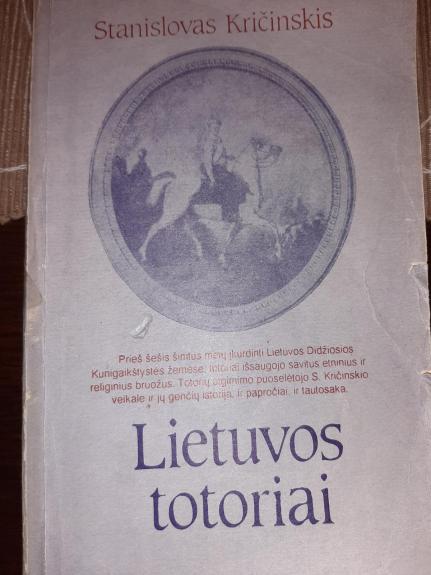 Stanislovas Kričinskis
Prieš šešis šimtus metų įkurdinti Lietuvos Didžiosios
Kunigaikštystės žemėse, totoriai išsaugojo savitus etninius ir
religinius bruožus. Totorių atgimimo puoselėtojo S. Kričinskio
veikale ir jų genčių istorija, ir papročiai, ir tautosaka.
Lietuvos
totoriai